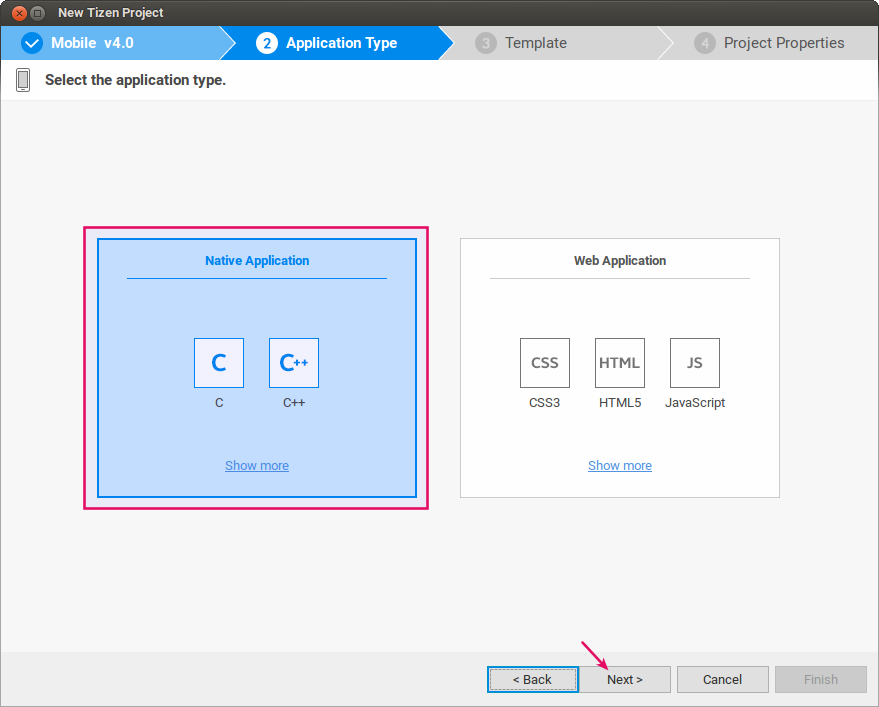 New Tizen Project
Mobile v4.0
2 Application Type
3 Template
4 Project Properties
Select the application type.
Native Application
C
C++
C
C++
Show more
Web Application
CSS
HTML
JS
CSS3
HTML5
JavaScript
Show more
< Back
Next >
Cancel
Finish